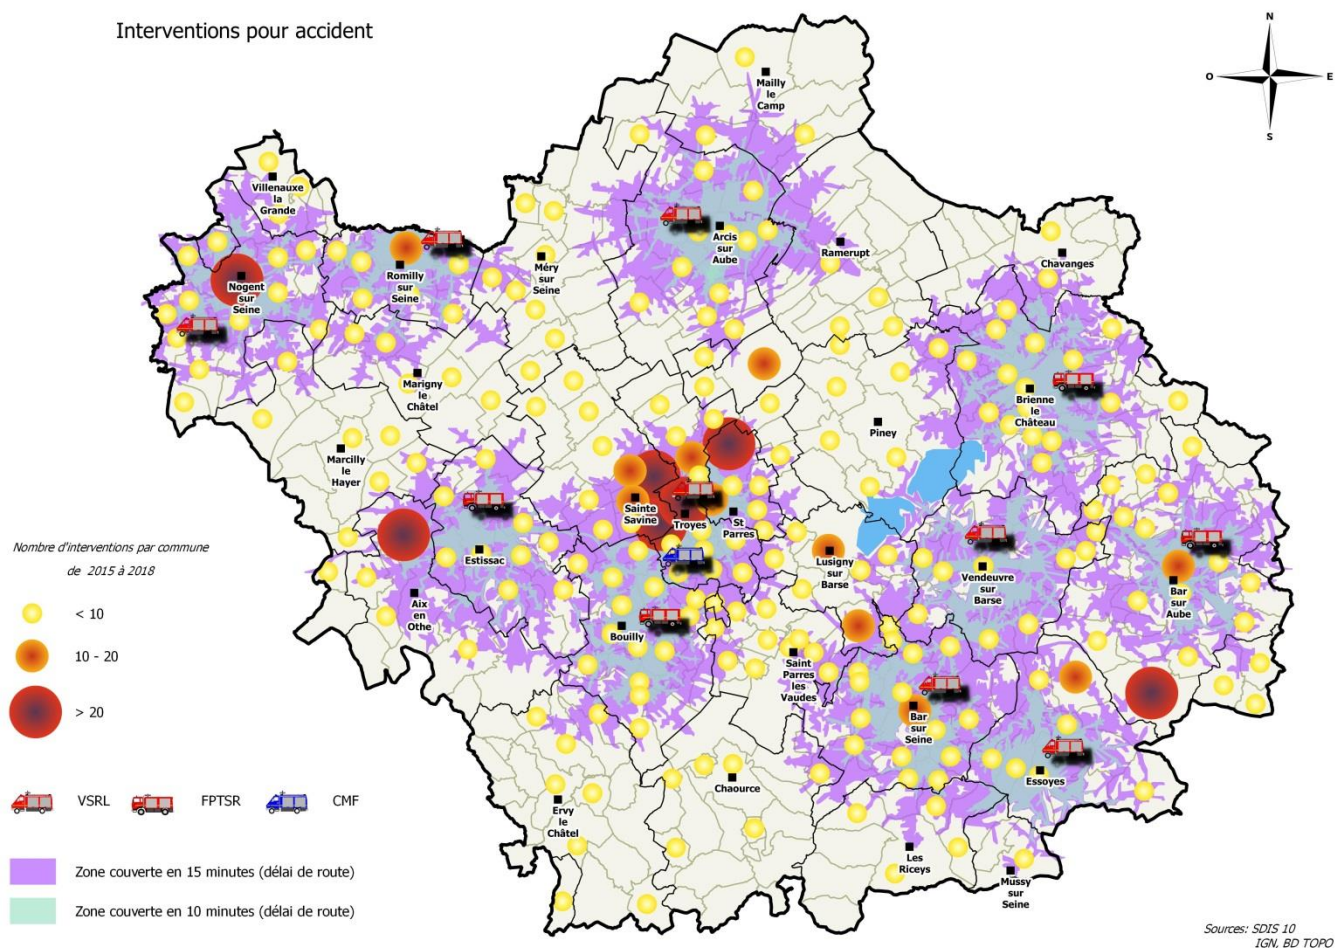 Interventions pour accident
N
O
E
S
Mailly
le
Camp
Villenauxe
la
Grande
Arcis
sur
Aube
Ramerupt
Chavanges
Méry
sur
Seine
Romilly
sur
Seine
Nogent
sur
Seine
Marigny
le
Châtel
Brienne
le
Château
Piney
Marcilly
le
Hayer
Sainte
Savine
Troyes
St
Parres
Estissac
Lusigny
sur
Barse
Vendeuvre
sur
Barse
Bar
sur
Aube
Aix
en
Othe
Bouilly
Saint
Parres
les
Vaudes
Bar
sur
Seine
Essoyes
Chaource
Ervy
le
Châtel
Les
Riceys
Mussy
sur
Seine
Nombre d'interventions par commune
de 2015 à 2018
< 10
10 - 20
> 20
VSRL
FPTSR
CMF
Zone couverte en 15 minutes (délai de route)
Zone couverte en 10 minutes (délai de route)
Sources: SDIS 10
IGN, BD TOPO